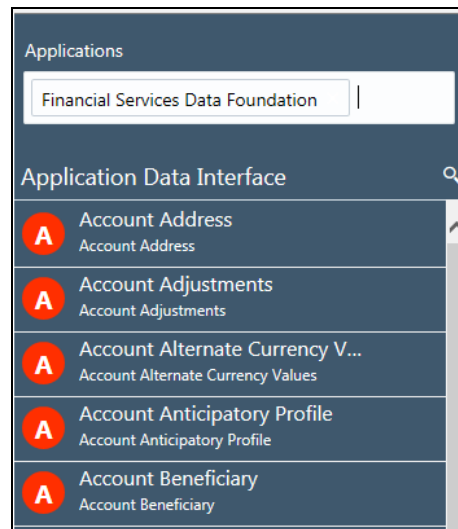 Applications
Financial Services Data Foundation
Application Data Interface
A
Account Address
Account Address
A
Account Adjustments
Account Adjustments
A
Account Alternate Currency V...
Account Alternate Currency Values
A
Account Anticipatory Profile
Account Anticipatory Profile
A
Account Beneficiary
Account Beneficiary